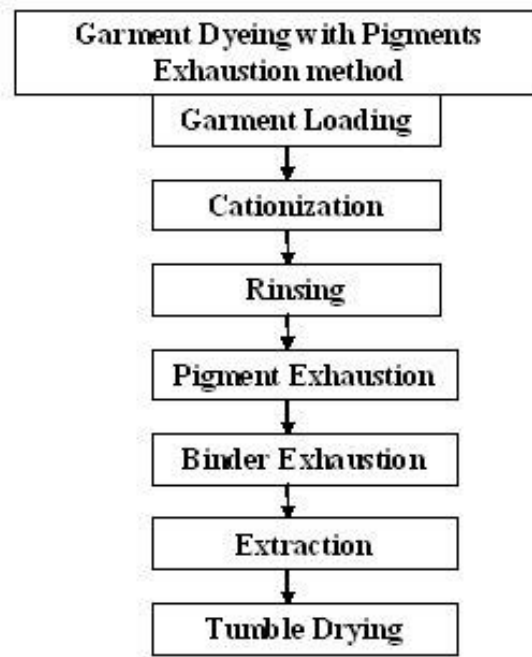 Garment Dyeing with Pigments
Exhaustion method
Garment Loading
Cationization
Rinsing
Pigment Exhaustion
Binder Exhaustion
Extraction
Tumble Drying